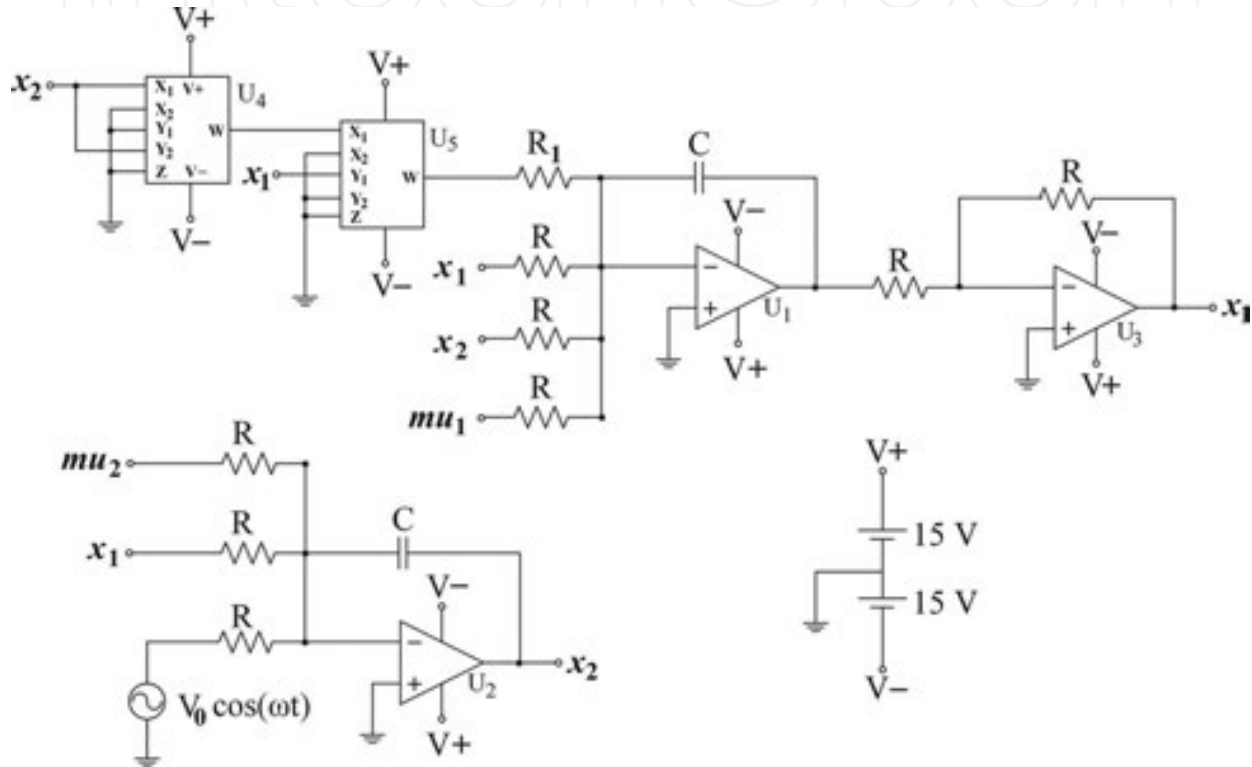 V+
x2
X1 V+
X2
Y1
W
Y2
Z V−
U4
V−
V+
X1
X2
x1
Y1
W
Y2
Z
U5
V−
R1
C
R
x1
V−
−
+
U1
V+
R
x2
R
mu1
R
R
V−
−
+
U3
V+
x1
mu2
R
x1
R
C
R
V0 cos(ωt)
V−
−
+
U2
V+
x2
V+
15 V
15 V
V−